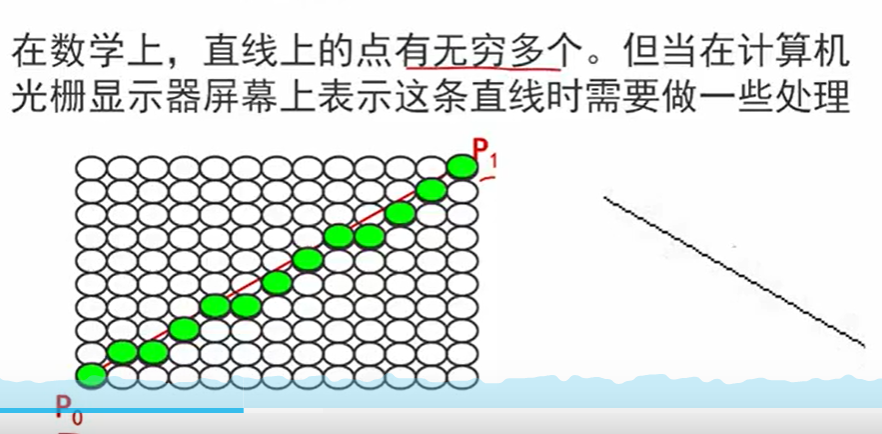 在数学上，直线上的点有无穷多个。但当在计算机
光栅显示器屏幕上表示这条直线时需要做一些处理
P₁
P₀